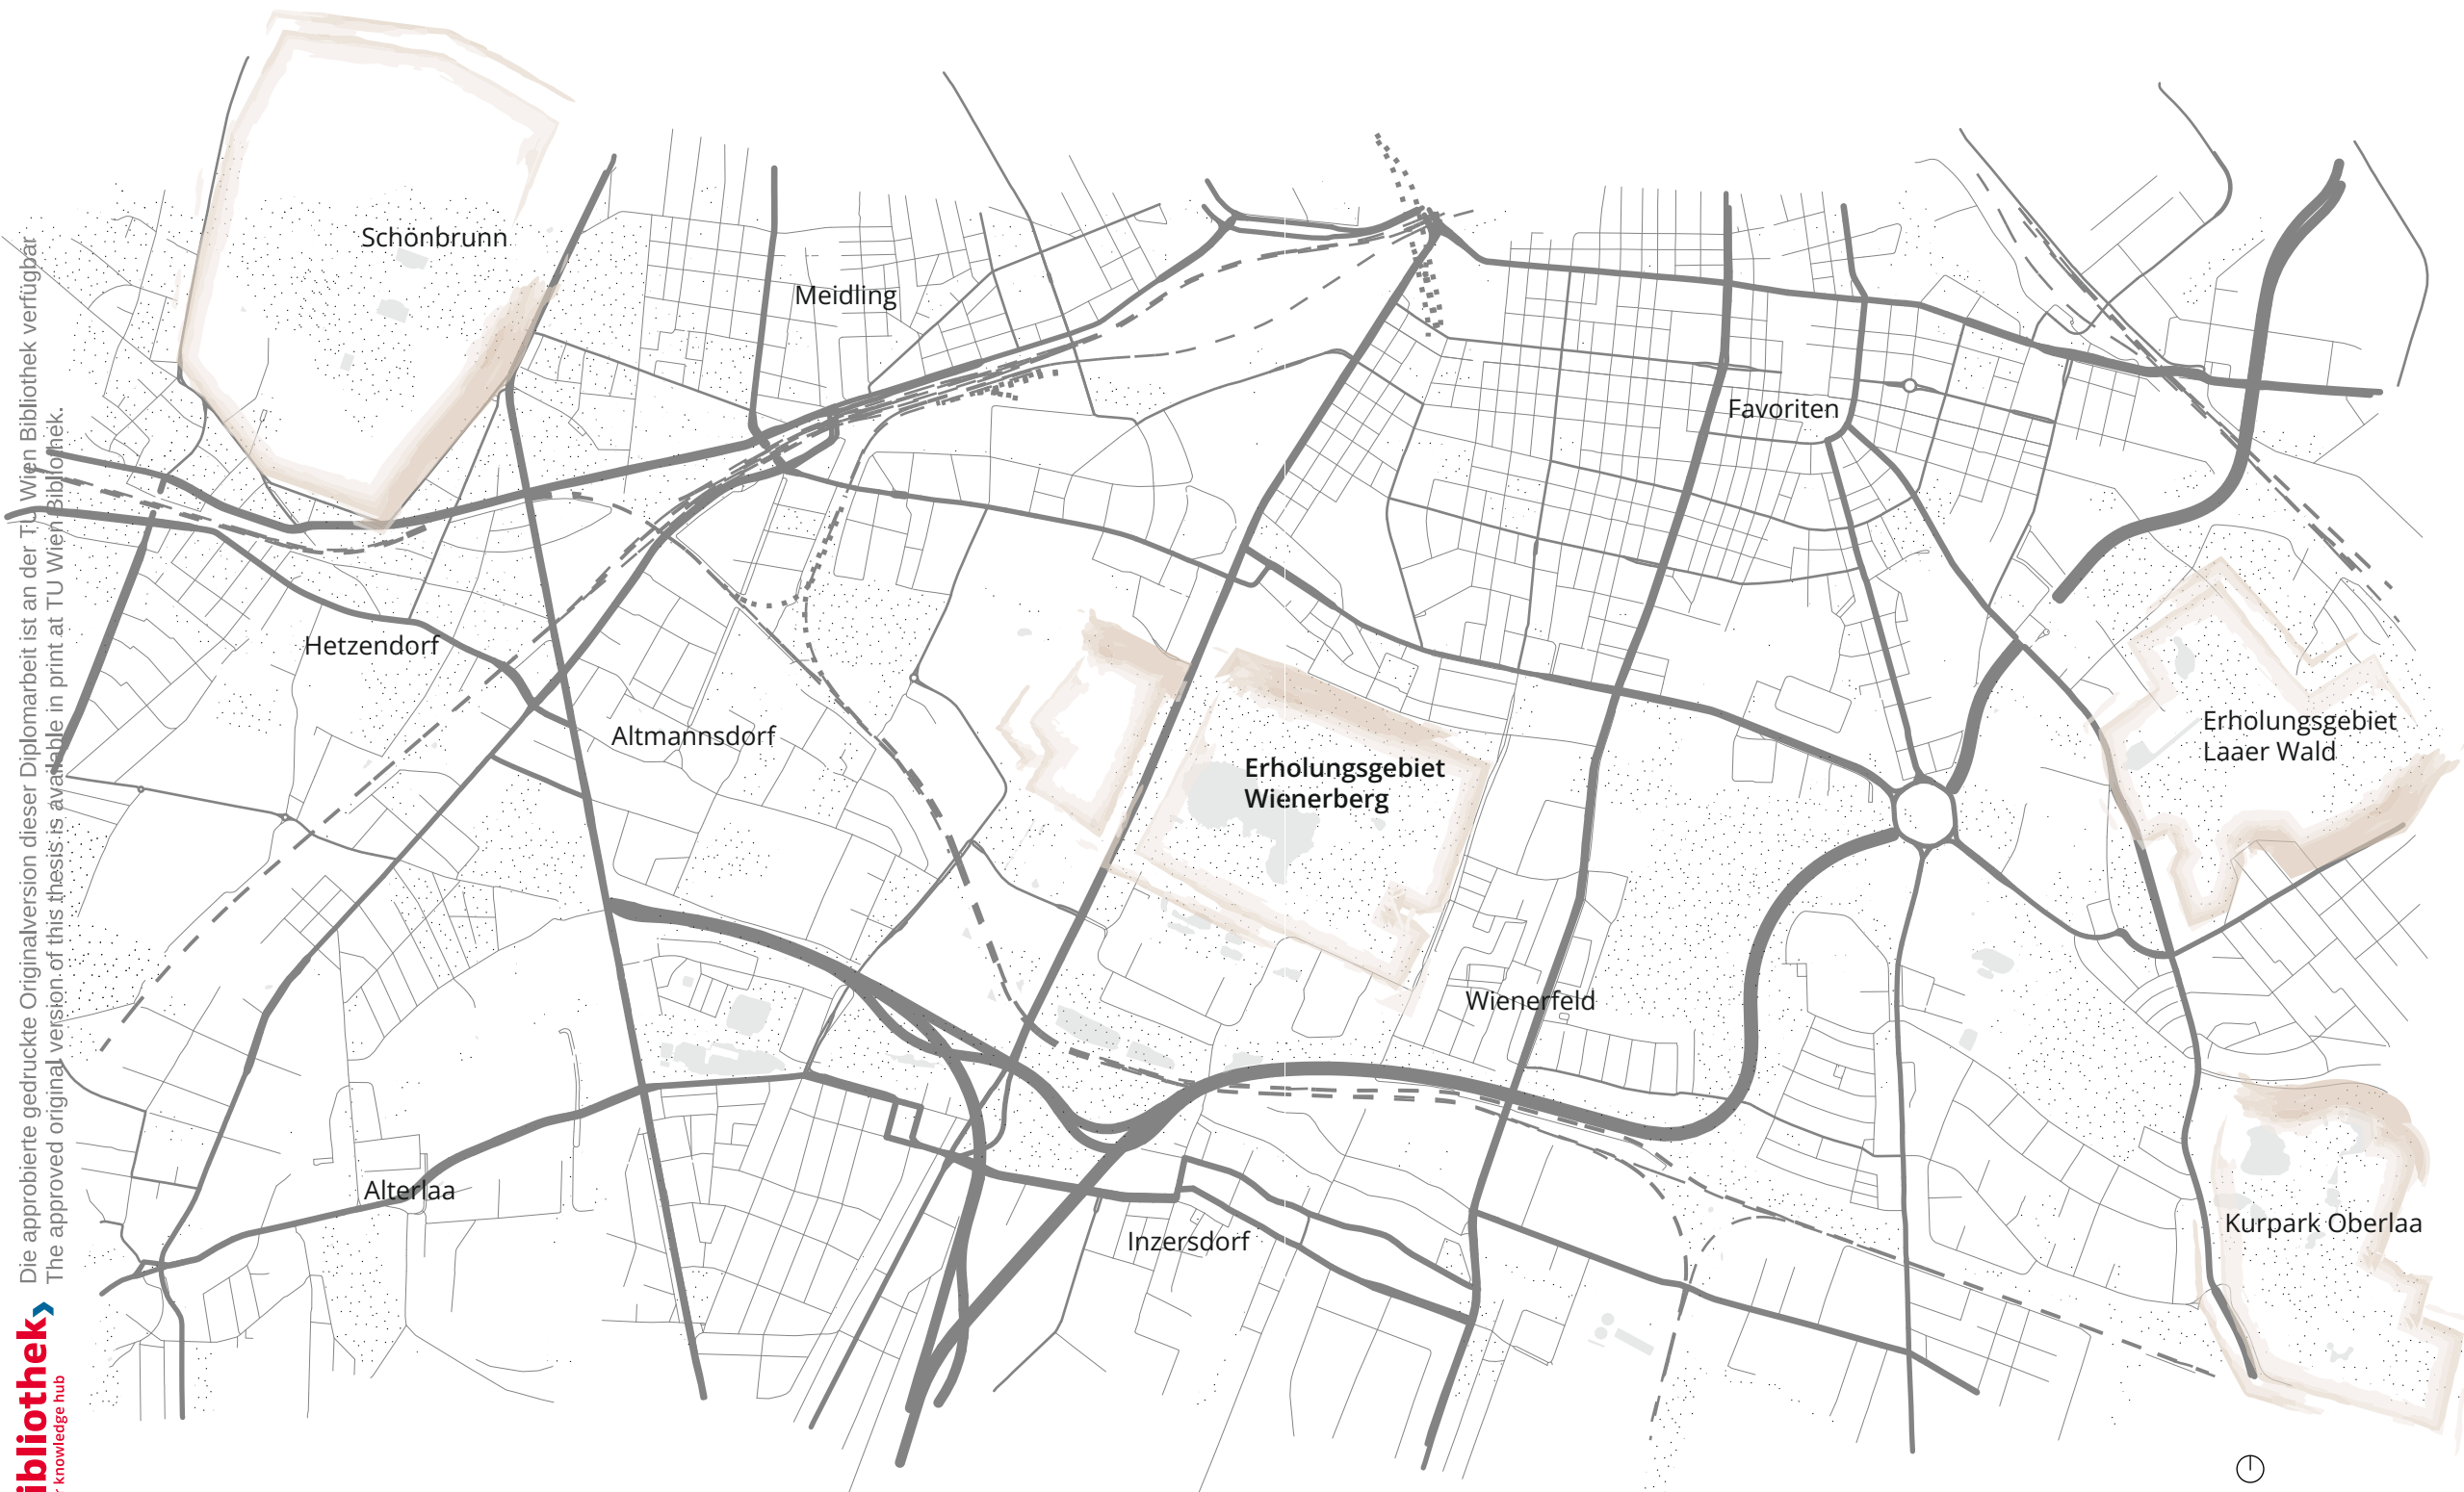 Schönbrunn
Meidling
Favoriten
Hetzendorf
Altmannsdorf
Erholungsgebiet
Wienerberg
Erholungsgebiet
Laaer Wald
Wienerfeld
Alterlaa
Inzersdorf
Kurpark Oberlaa
Die approbierte gedruckte Originalversion dieser Diplomarbeit ist an der TU Wien Bibliothek verfügbar
The approved original version of this thesis is available in print at TU Wien Bibliothek.
ibliothek
knowledge hub